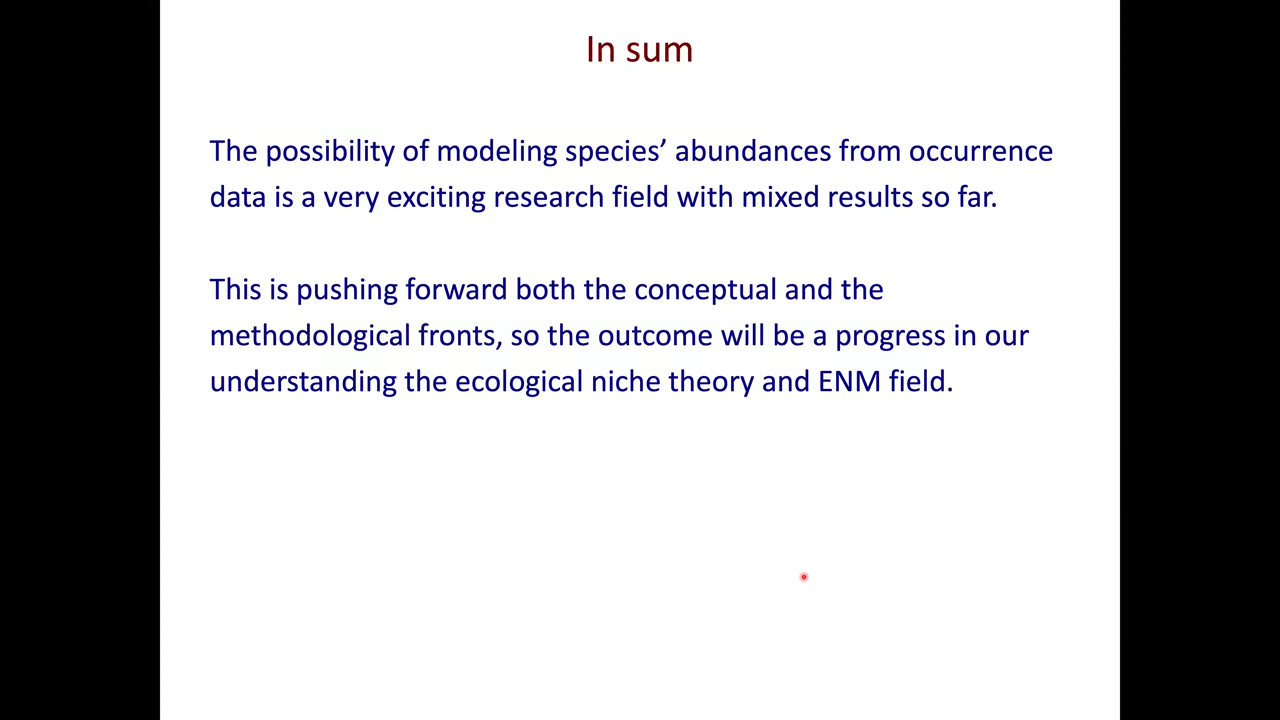 In sum
The possibility of modeling species’ abundances from occurrence
data is a very exciting research field with mixed results so far.
This is pushing forward both the conceptual and the
methodological fronts, so the outcome will be a progress in our
understanding the ecological niche theory and ENM field.